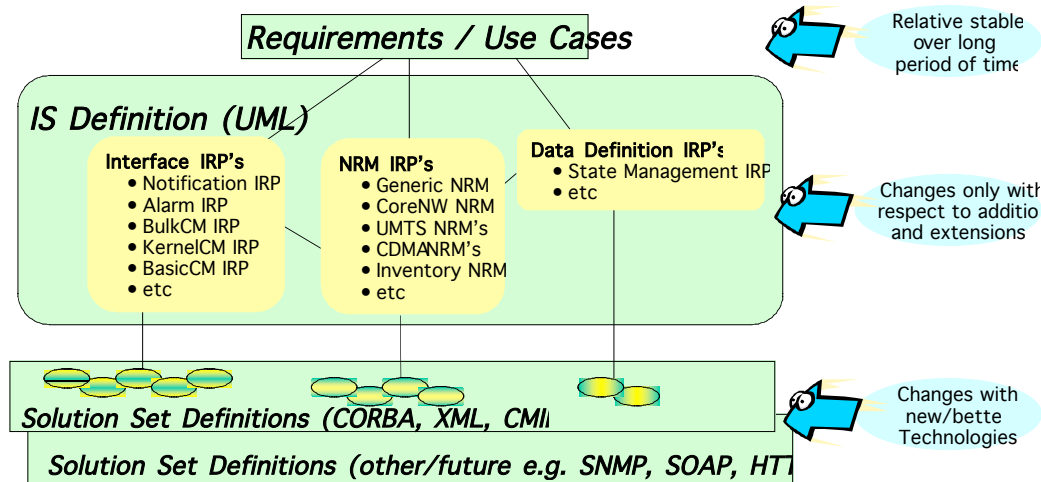 Requirements / Use Cases
Relative stable
over long
period of time
IS Definition (UML)
Interface IRP's
• Notification IRP
• Alarm IRP
• BulkCM IRP
• KernelCM IRP
• BasicCM IRP
• etc
NRM IRP's
• Generic NRM
• CoreNW NRM
• UMTS NRM's
• CDMANRM's
• Inventory NRM
• etc
Data Definition IRP's
• State Management IRP
• etc
Changes only with
respect to additio
and extensions
Solution Set Definitions (CORBA, XML, CMI
Changes with
new/bette
Technologies
Solution Set Definitions (other/future e.g. SNMP, SOAP, HTT